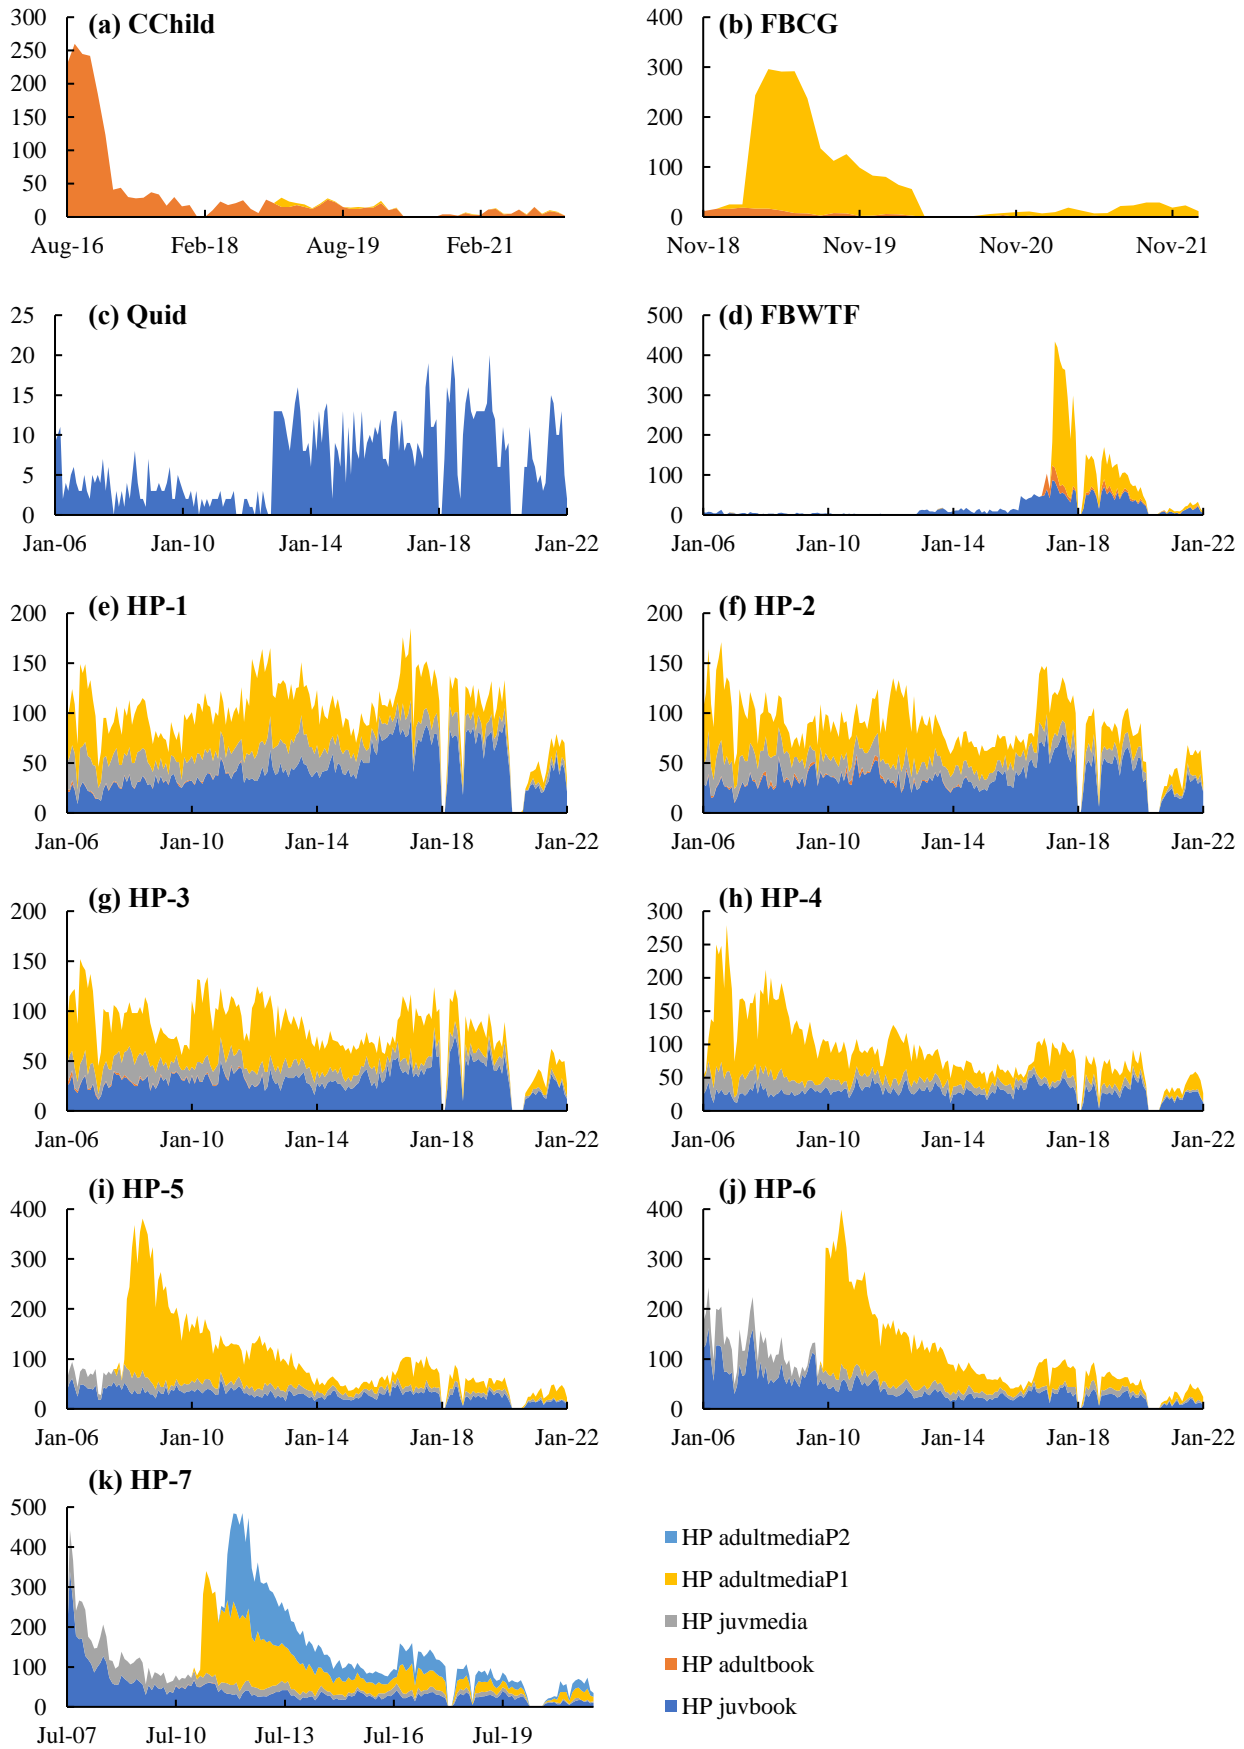 (a) CChild
300
250
200
150
100
50
0
Aug-16 Feb-18 Aug-19 Feb-21
(b) FBCG
400
300
200
100
0
Nov-18 Nov-19 Nov-20 Nov-21
(c) Quid
25
20
15
10
5
0
Jan-06 Jan-10 Jan-14 Jan-18 Jan-22
(d) FBWTF
500
400
300
200
100
0
Jan-06 Jan-10 Jan-14 Jan-18 Jan-22
(e) HP-1
200
150
100
50
0
Jan-06 Jan-10 Jan-14 Jan-18 Jan-22
(f) HP-2
200
150
100
50
0
Jan-06 Jan-10 Jan-14 Jan-18 Jan-22
(g) HP-3
200
150
100
50
0
Jan-06 Jan-10 Jan-14 Jan-18 Jan-22
(h) HP-4
300
250
200
150
100
50
0
Jan-06 Jan-10 Jan-14 Jan-18 Jan-22
(i) HP-5
400
300
200
100
0
Jan-06 Jan-10 Jan-14 Jan-18 Jan-22
(j) HP-6
400
300
200
100
0
Jan-06 Jan-10 Jan-14 Jan-18 Jan-22
(k) HP-7
500
400
300
200
100
0
Jul-07 Jul-10 Jul-13 Jul-16 Jul-19
HP adultmediaP2
HP adultmediaP1
HP juvmedia
HP adultbook
HP juvbook